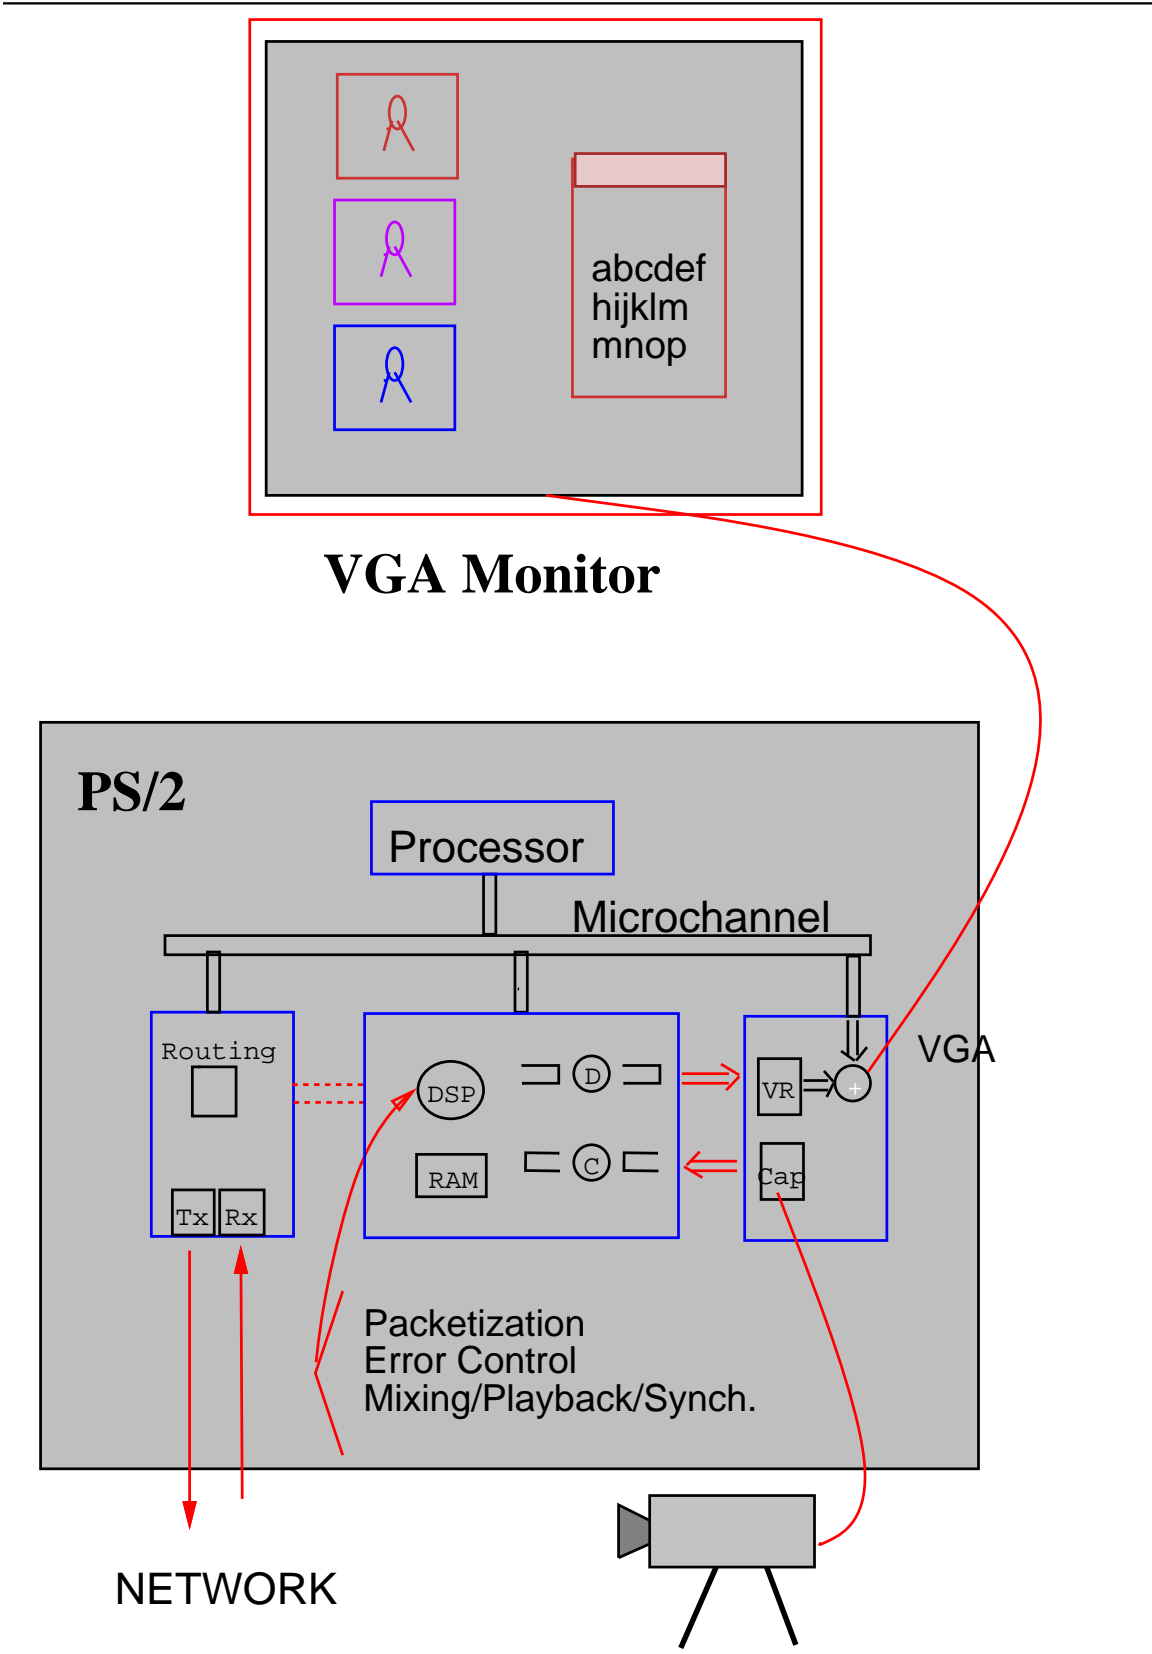 abcdef
hijklm
mnop
VGA Monitor
PS/2
Processor
Microchannel
Routing
DSP
D
VR
+
VGA
RAM
C
Cap
Tx
Rx
Packetization
Error Control
Mixing/Playback/Synch.
NETWORK